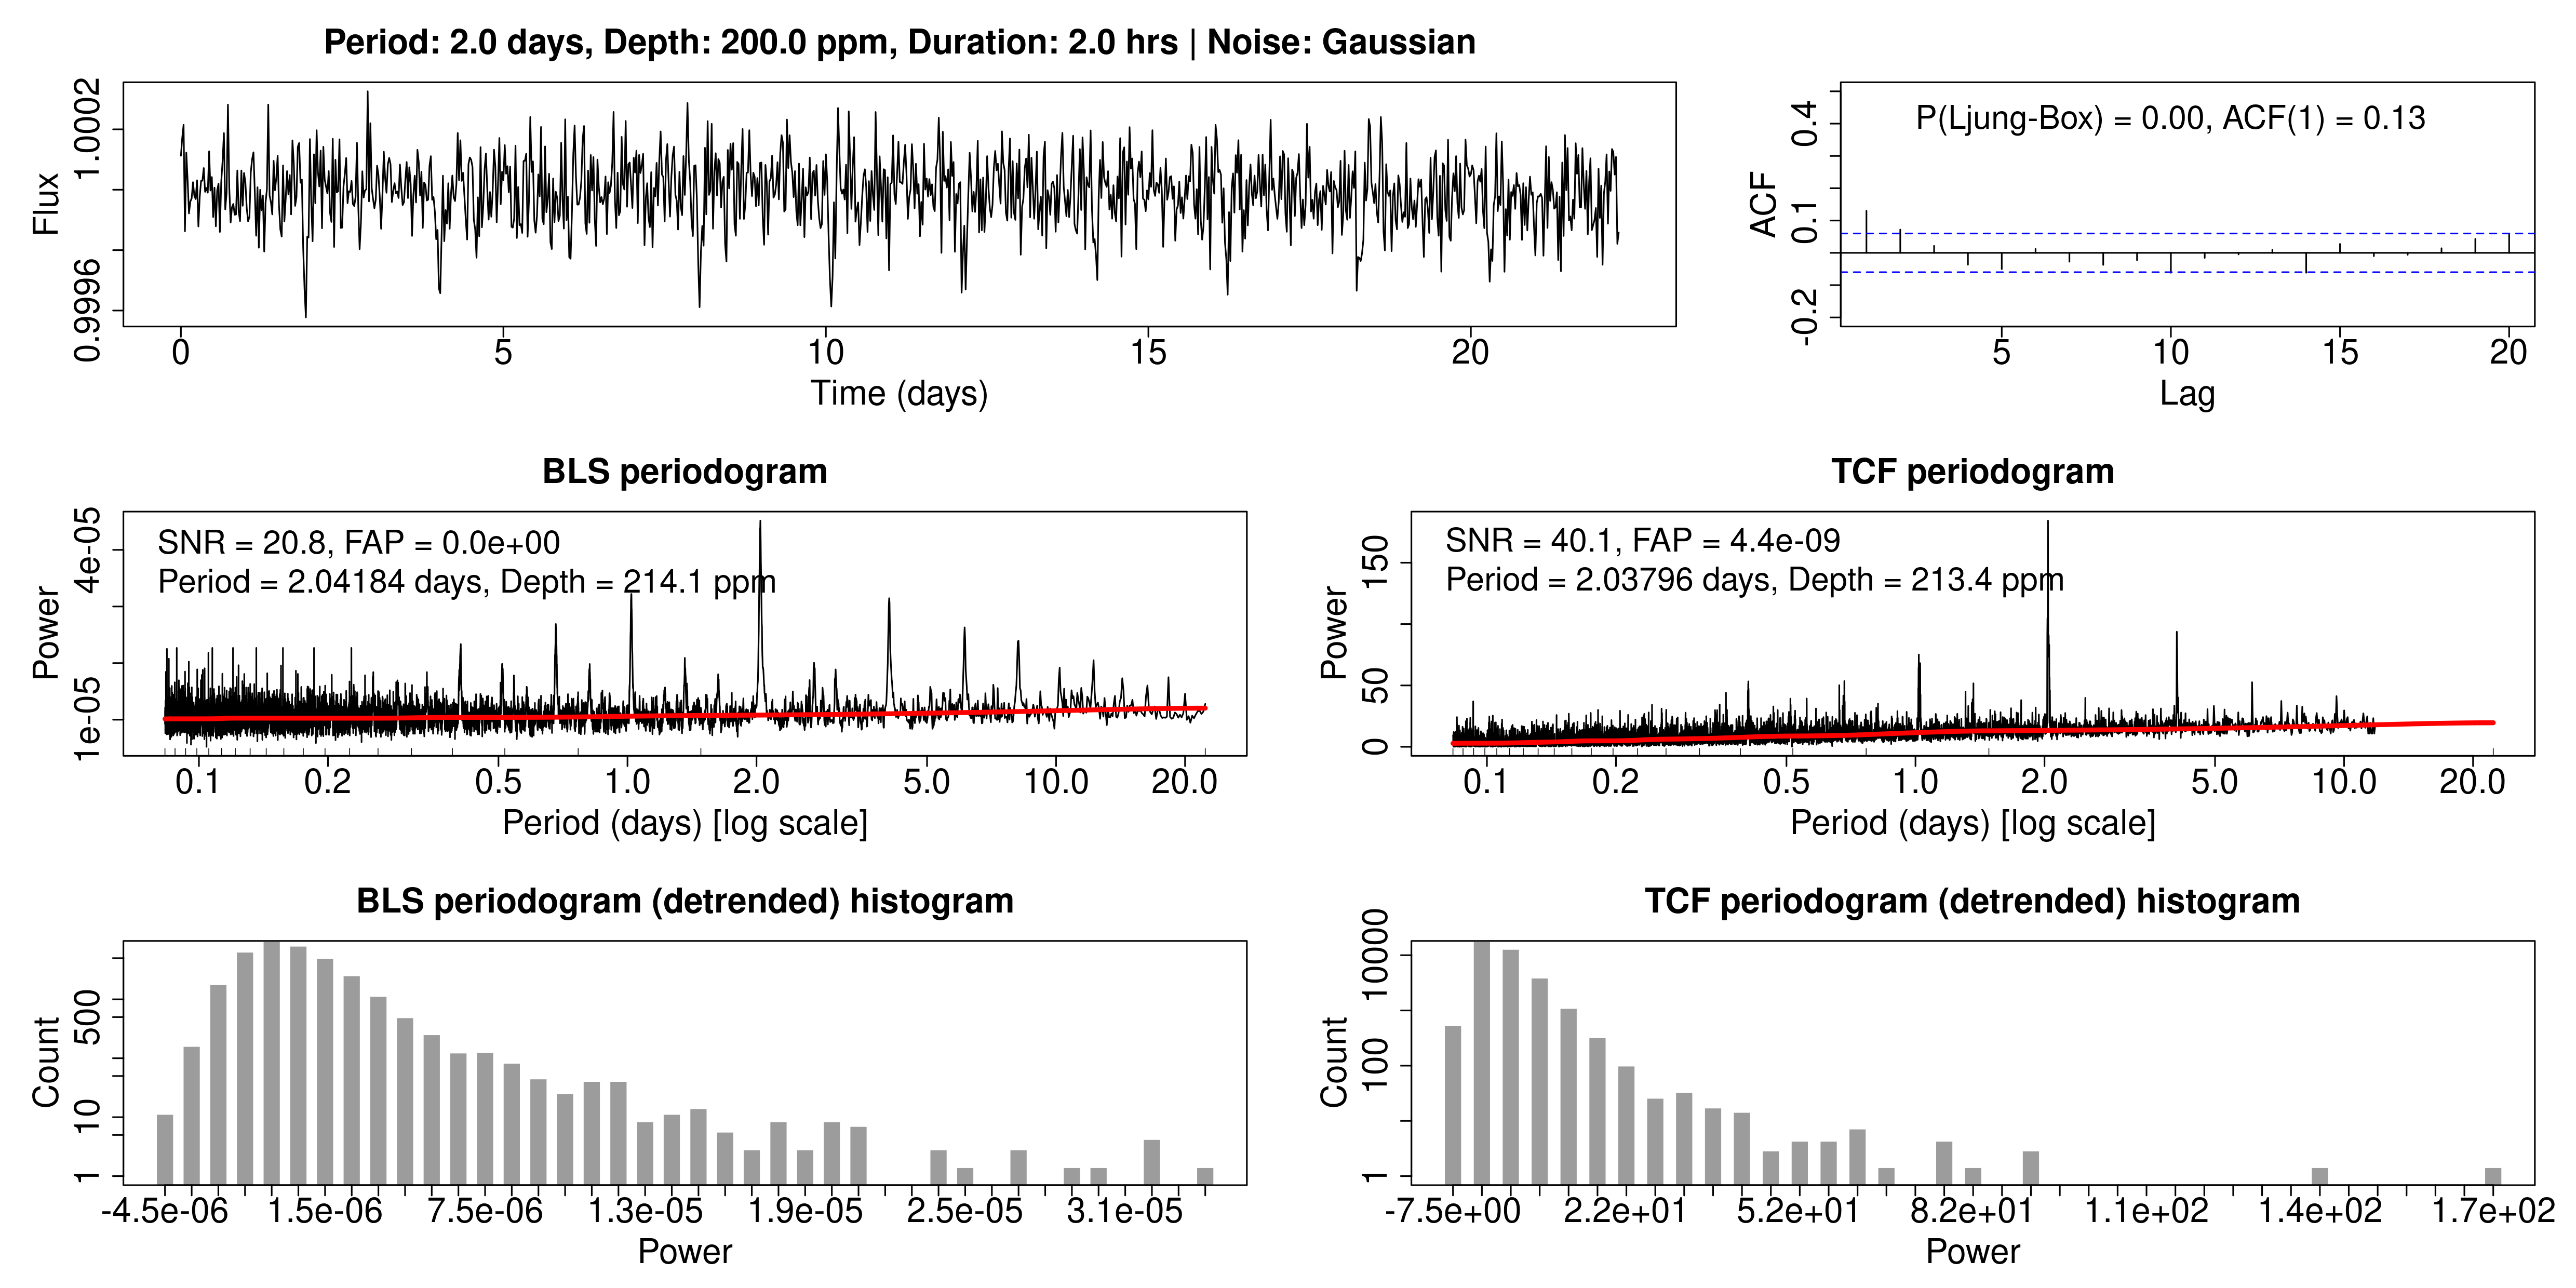 Period: 2.0 days, Depth: 200.0 ppm, Duration: 2.0 hrs | Noise: Gaussian
Flux
1.0002
0.9996
0 5 10 15 20
Time (days)
P(Ljung-Box) = 0.00, ACF(1) = 0.13
ACF
0.4
0.1
-0.2
5 10 15 20
Lag
BLS periodogram
SNR = 20.8, FAP = 0.0e+00
Period = 2.04184 days, Depth = 214.1 ppm
Power
4e-05
1e-05
0.1 0.2 0.5 1.0 2.0 5.0 10.0 20.0
Period (days) [log scale]
TCF periodogram
SNR = 40.1, FAP = 4.4e-09
Period = 2.03796 days, Depth = 213.4 ppm
Power
150
50
0
0.1 0.2 0.5 1.0 2.0 5.0 10.0 20.0
Period (days) [log scale]
BLS periodogram (detrended) histogram
Count
500
10
1
-4.5e-06 1.5e-06 7.5e-06 1.3e-05 1.9e-05 2.5e-05 3.1e-05
Power
TCF periodogram (detrended) histogram
Count
10000
100
1
-7.5e+00 2.2e+01 5.2e+01 8.2e+01 1.1e+02 1.4e+02 1.7e+02
Power